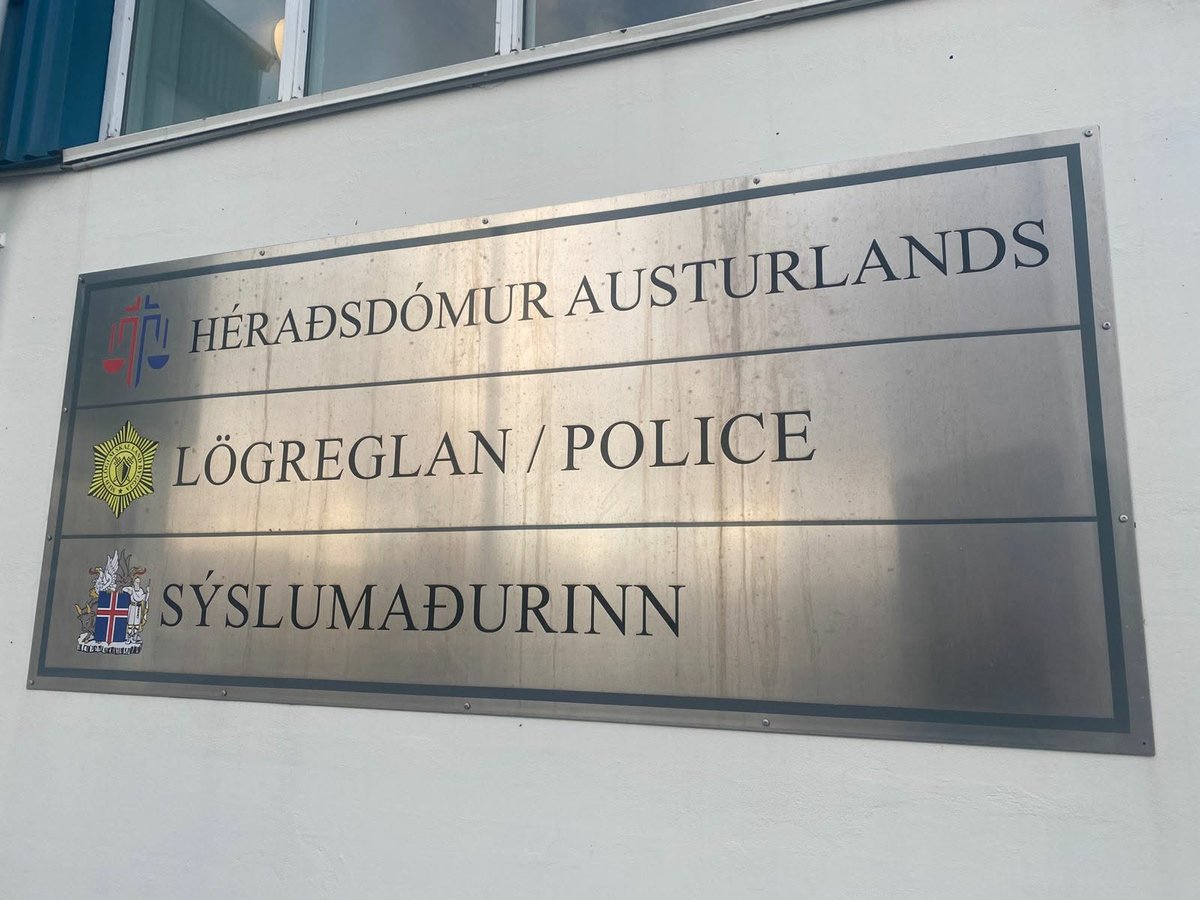 HÉRAÐSDÓMUR AUSTURLANDS
LÖGREGLAN / POLICE
SÝSLUMAÐURINN